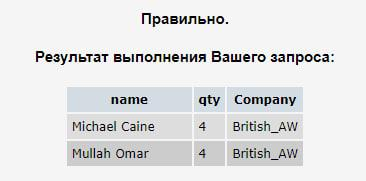 Правильно.
Результат выполнения Вашего запроса:
name qty Company
Michael Caine 4 British_AW
Mullah Omar 4 British_AW